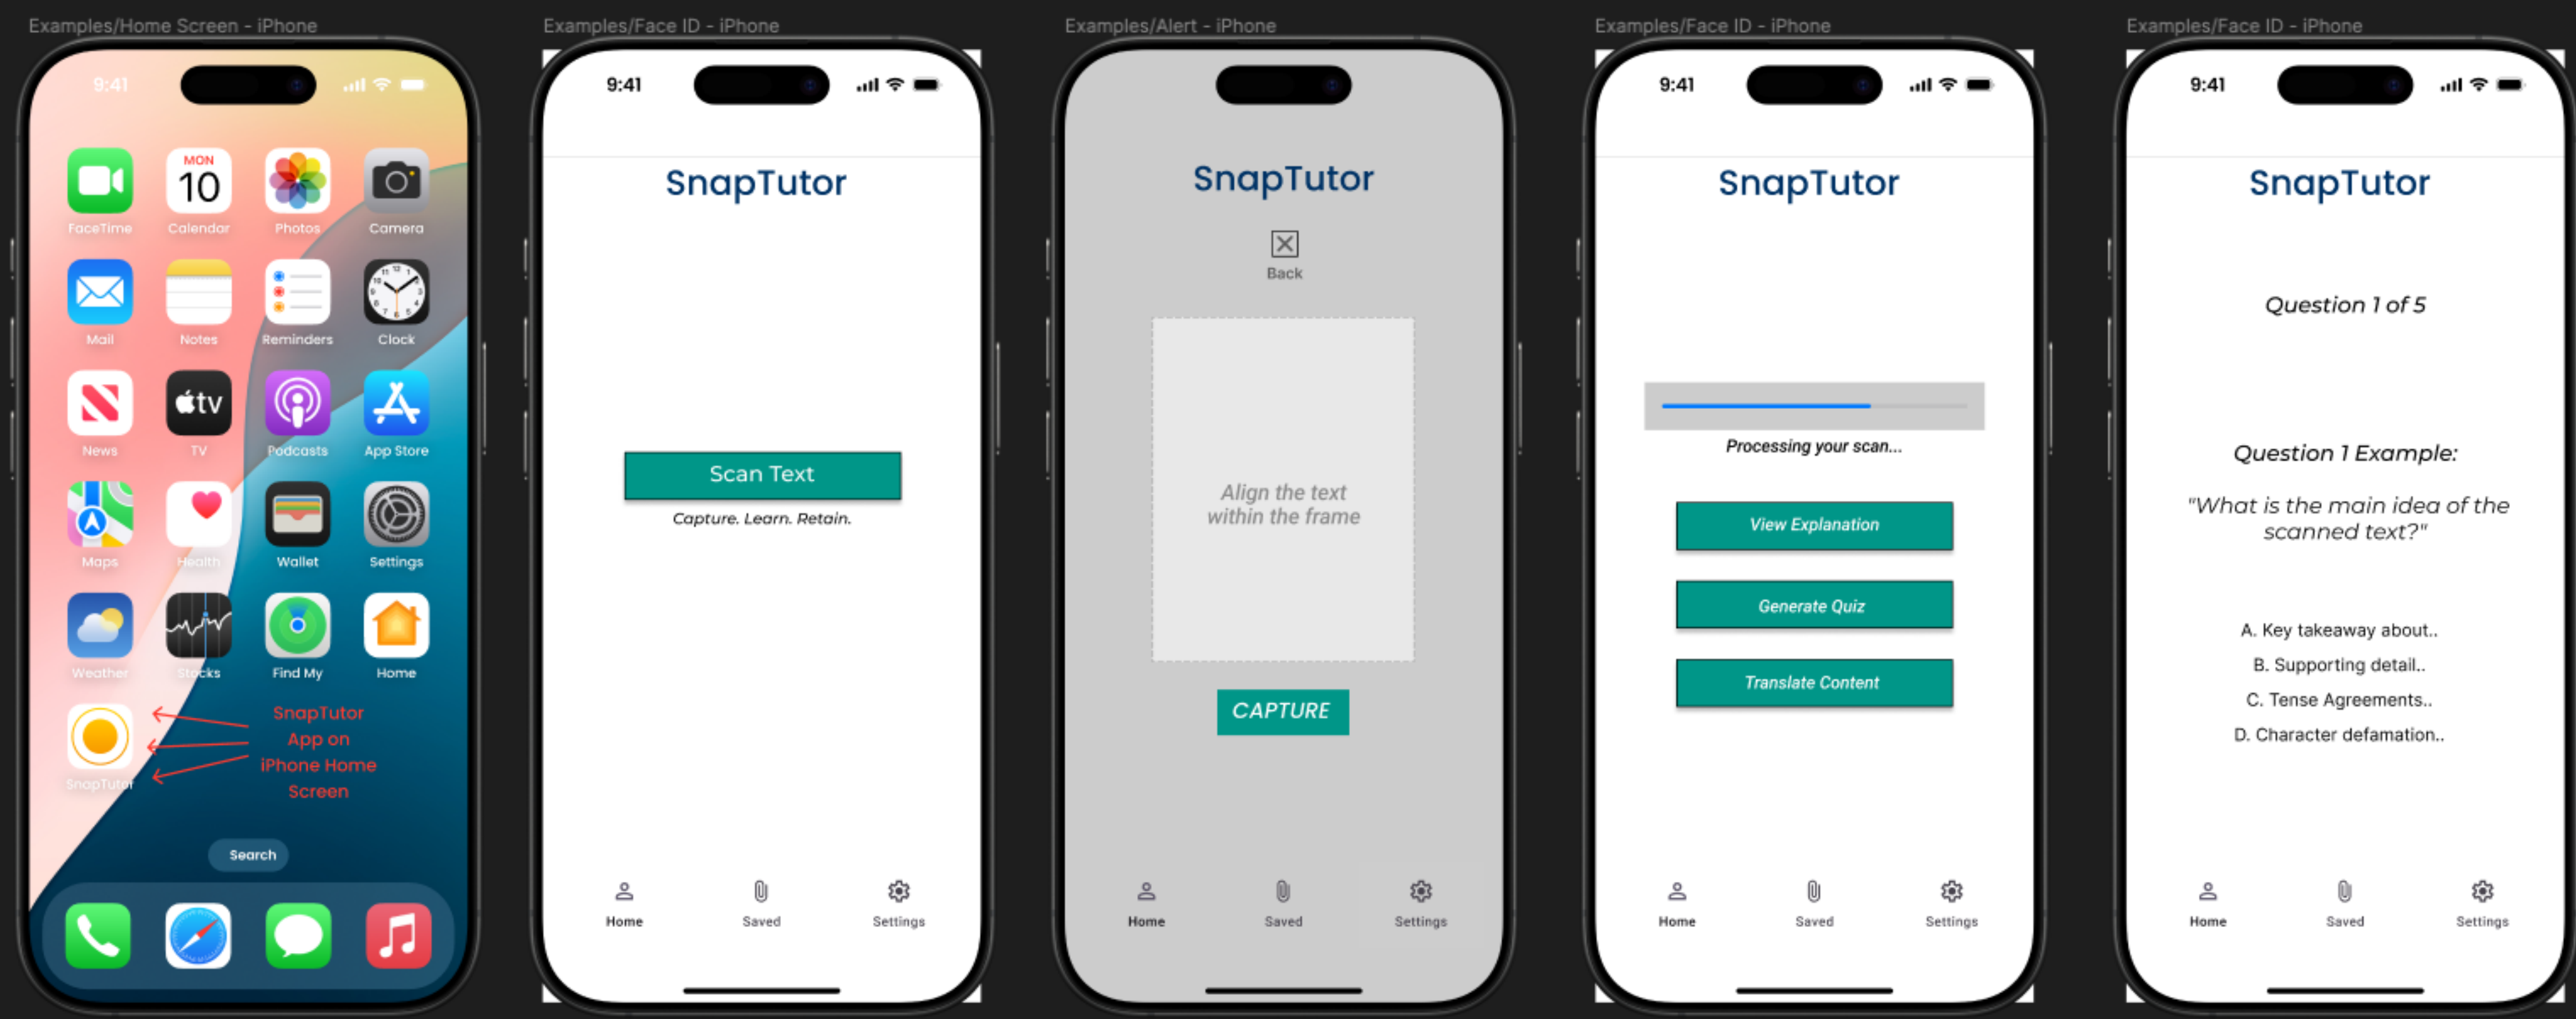 Examples/Home Screen - iPhone
9:41
FaceTime
MON
10
Calendar
Photos
Camera
Mail
Notes
12
Reminders
Clock
News
tv
TV
Podcasts
App Store
Maps
Health
Wallet
Settings
Weather
Stocks
Find My
Home
SnapTutor
SnapTutor
App on
iPhone Home
Screen
Search
Examples/Face ID - iPhone
9:41
SnapTutor
Scan Text
Capture. Learn. Retain.
Home
Saved
Settings
Examples/Alert - iPhone
SnapTutor
Back
Align the text
within the frame
CAPTURE
Home
Saved
Settings
Examples/Face ID - iPhone
9:41
SnapTutor
Processing your scan...
View Explanation
Generate Quiz
Translate Content
Home
Saved
Settings
Examples/Face ID - iPhone
9:41
SnapTutor
Question 1 of 5
Question 1 Example:
"What is the main idea of the
scanned text?"
A. Key takeaway about..
B. Supporting detail..
C. Tense Agreements..
D. Character defamation..
Home
Saved
Settings